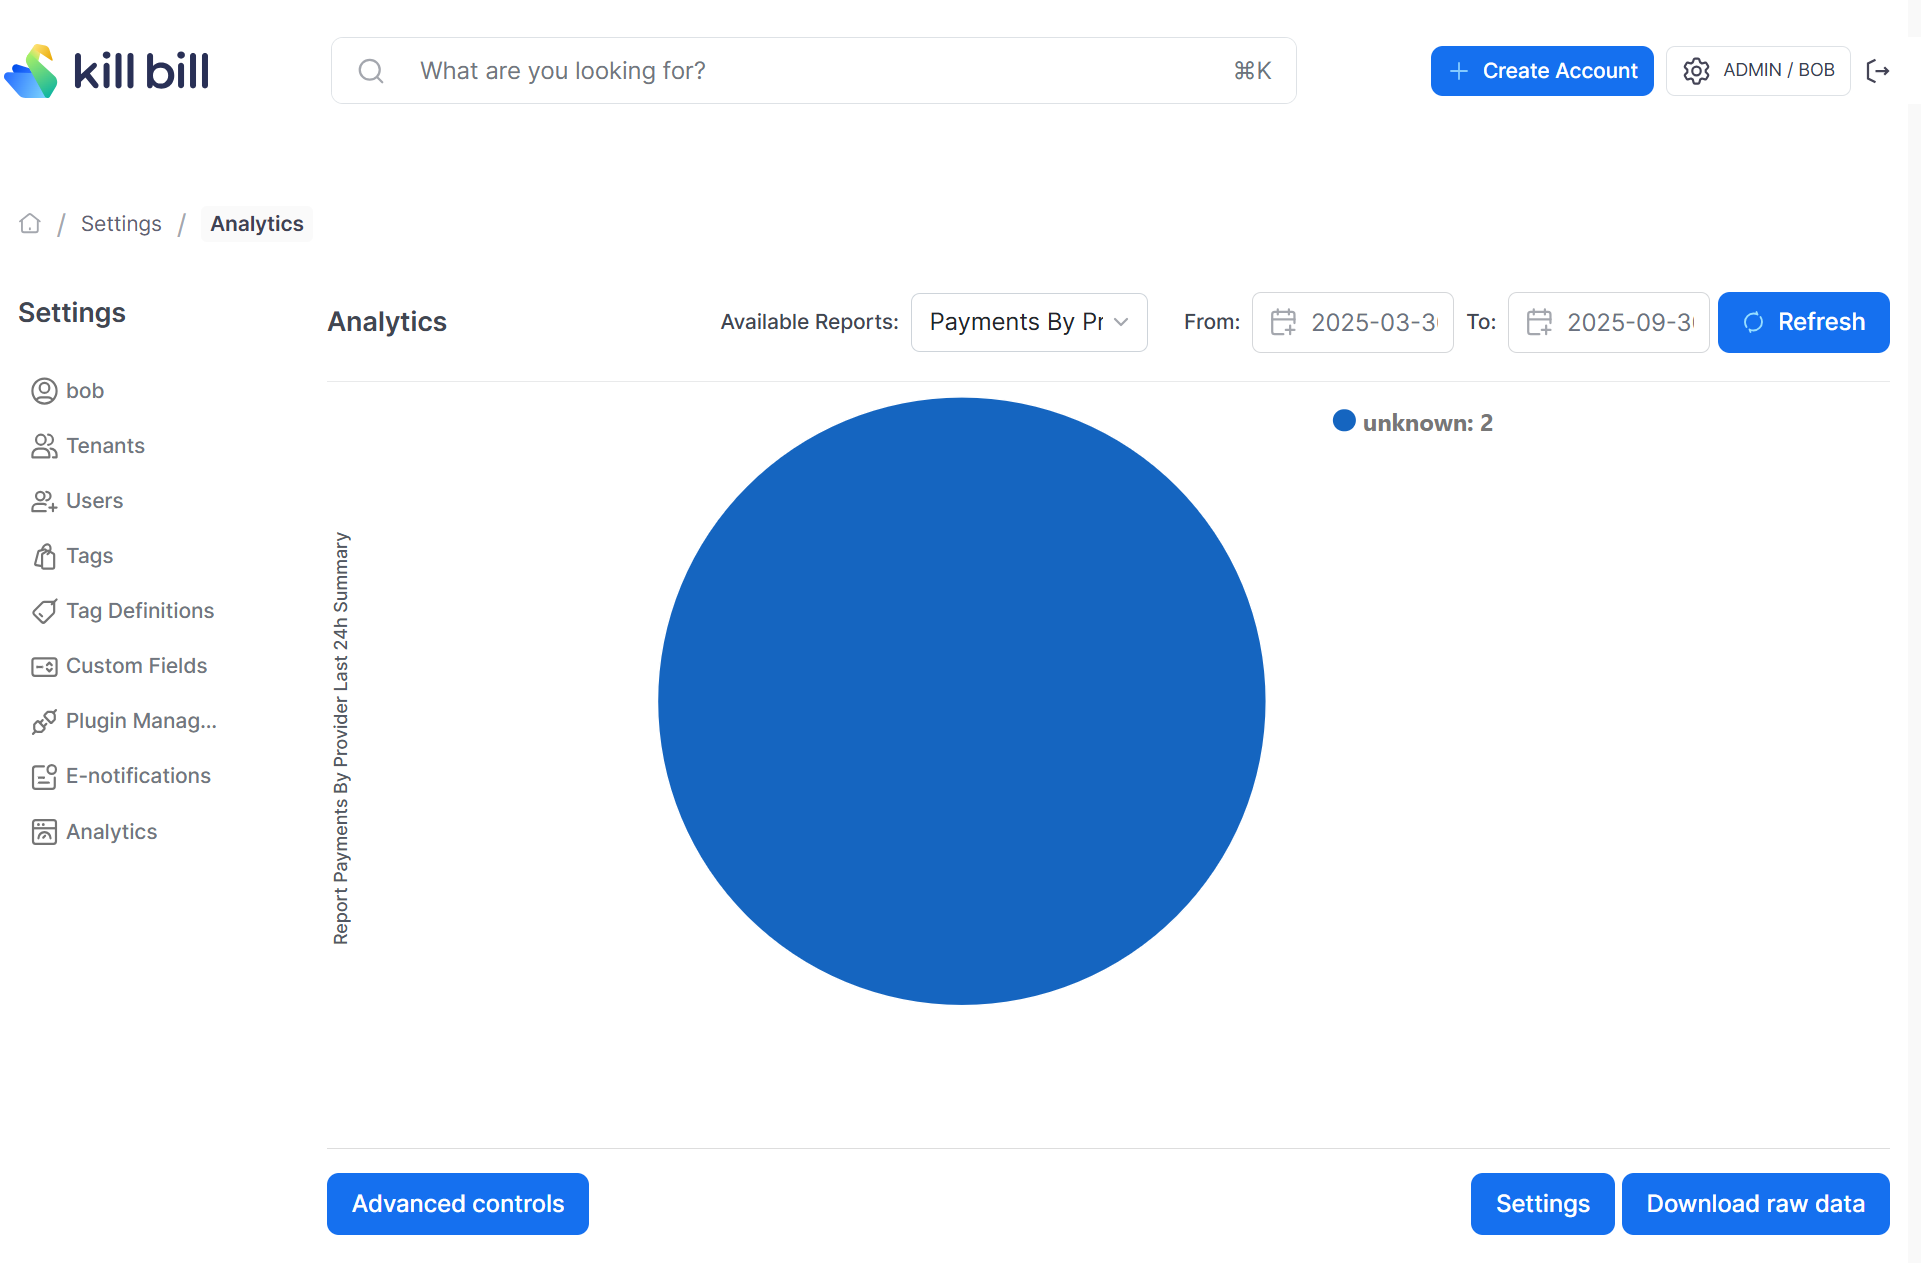 kill bill
What are you looking for?
⌘K
Create Account
ADMIN / BOB
/ Settings / Analytics
Settings
bob
Tenants
Users
Tags
Tag Definitions
Custom Fields
Plugin Manag...
E-notifications
Analytics
Analytics
Available Reports: Payments By Pr
From: 2025-03-3
To: 2025-09-3
Refresh
unknown: 2
Report Payments By Provider Last 24h Summary
Advanced controls
Settings
Download raw data